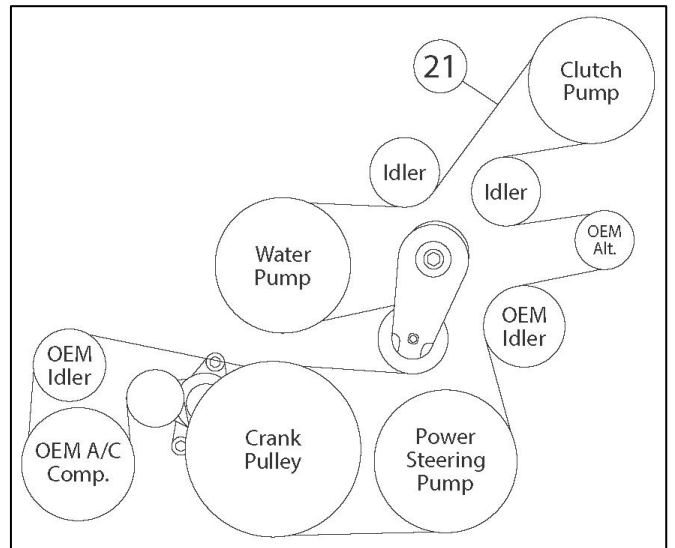 21
Clutch
Pump
Idler
Idler
OEM
Alt.
Water
Pump
OEM
Idler
OEM
Idler
OEM A/C
Comp.
Crank
Pulley
Power
Steering
Pump